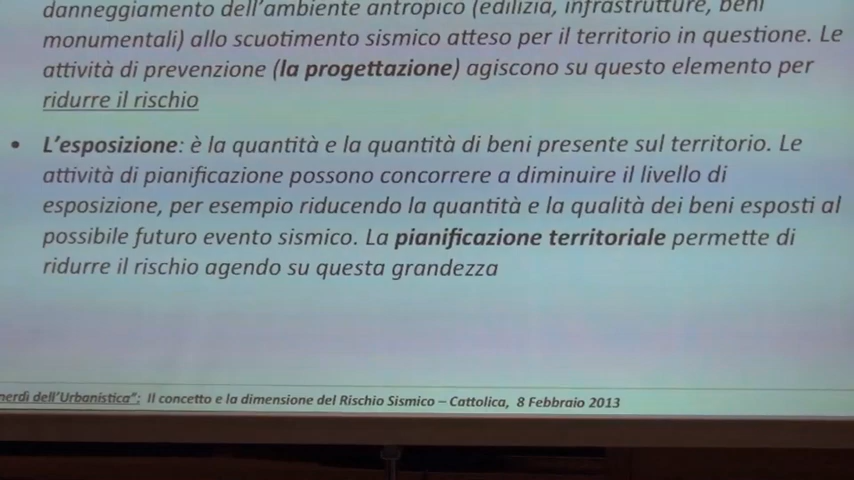 danneggiamento dell'ambiente antropico (edilizia, infrastrutture, beni
monumentali) allo scuotimento sismico atteso per il territorio in questione. Le
attività di prevenzione (la progettazione) agiscono su questo elemento per
ridurre il rischio
• L'esposizione: è la quantità e la quantità di beni presente sul territorio. Le
attività di pianificazione possono concorrere a diminuire il livello di
esposizione, per esempio riducendo la quantità e la qualità dei beni esposti al
possibile futuro evento sismico. La pianificazione territoriale permette di
ridurre il rischio agendo su questa grandezza
nerdì dell'Urbanistica": Il concetto e la dimensione del Rischio Sismico – Cattolica, 8 Febbraio 2013